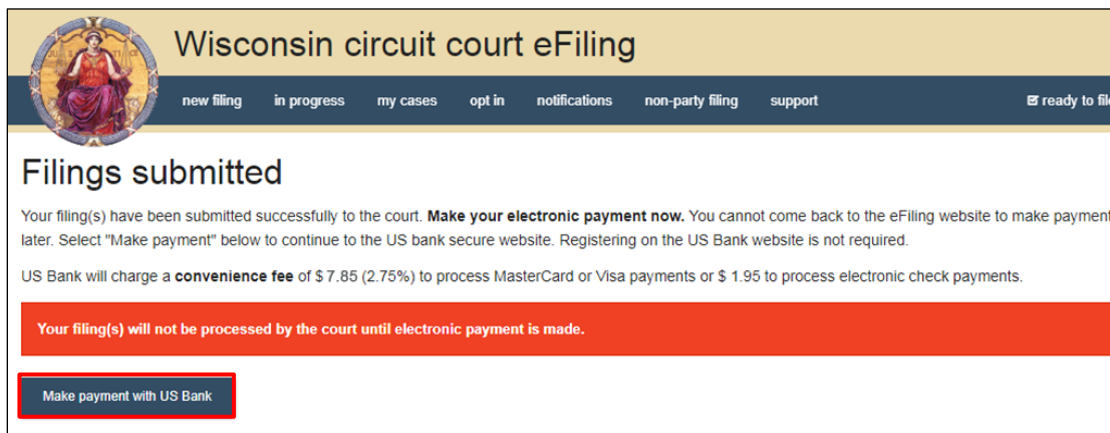 Wisconsin circuit court eFiling
new filing in progress my cases opt in notifications non-party filing support ready to file
Filings submitted
Your filing(s) have been submitted successfully to the court. Make your electronic payment now. You cannot come back to the eFiling website to make payment
later. Select "Make payment" below to continue to the US bank secure website. Registering on the US Bank website is not required.
US Bank will charge a convenience fee of $ 7.85 (2.75%) to process MasterCard or Visa payments or $ 1.95 to process electronic check payments.
Your filing(s) will not be processed by the court until electronic payment is made.
Make payment with US Bank